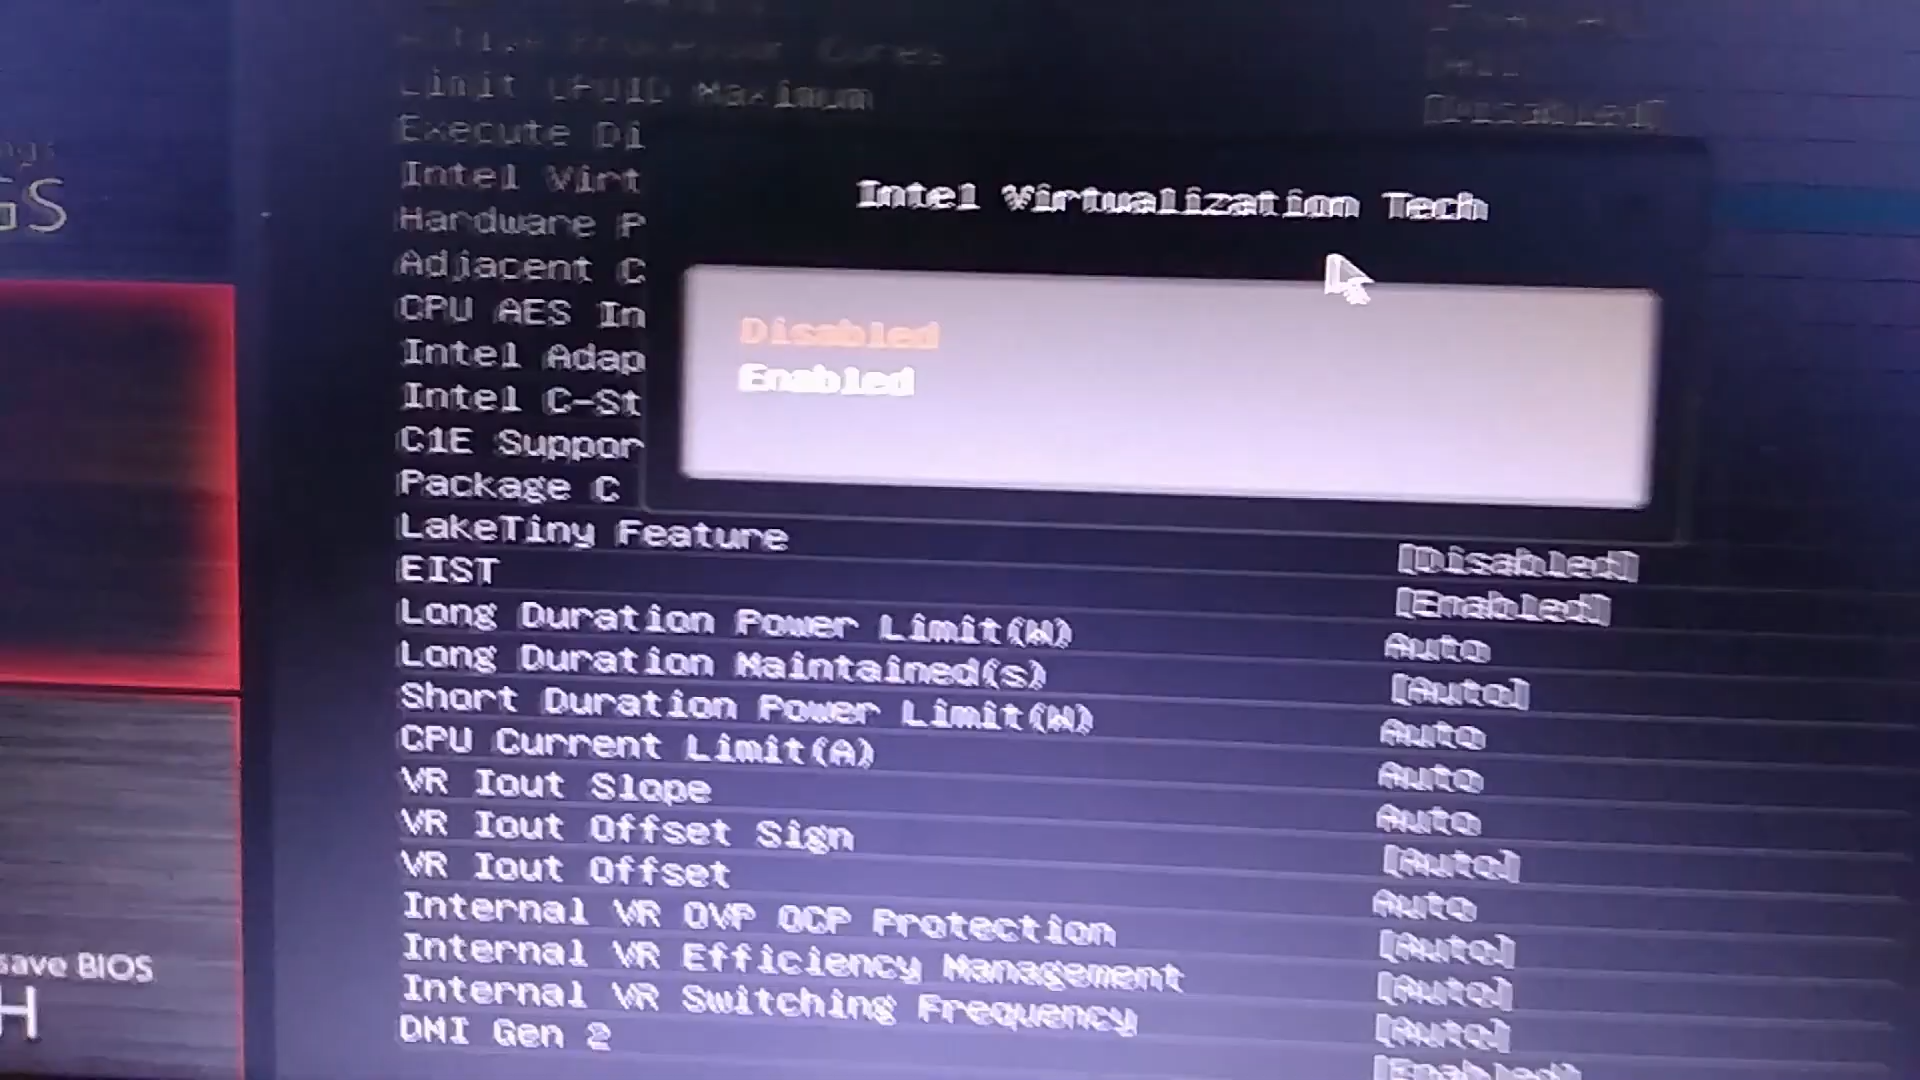 Limit CPUID Maximum [Disabled]
Execute Di
Intel Virt
Hardware P
Adjacent C
CPU AES In
Intel Adap
Intel C-St
C1E Suppor
Package C
Intel Virtualization Tech
Disabled
Enabled
LakeTiny Feature [Disabled]
EIST [Enabled]
Long Duration Power Limit(W) Auto
Long Duration Maintained(s) [Auto]
Short Duration Power Limit(W) Auto
CPU Current Limit(A) Auto
VR Iout Slope Auto
VR Iout Offset Sign [Auto]
VR Iout Offset Auto
Internal VR OVP OCP Protection [Auto]
Internal VR Efficiency Management [Auto]
Internal VR Switching Frequency [Auto]
DMI Gen 2 [Enabled]
ngs
GS
save BIOS
H